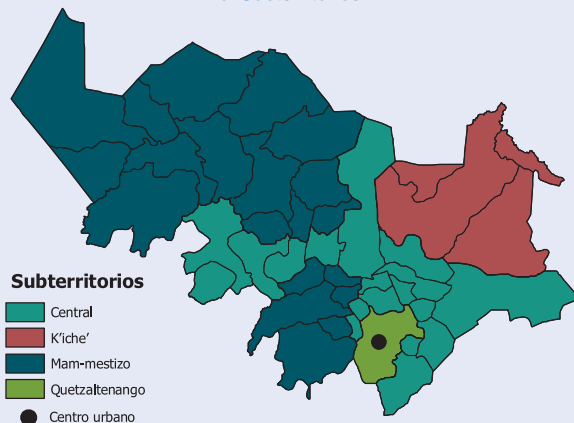 Subterritorios
Central
K'iche'
Mam-mestizo
Quetzaltenango
Centro urbano